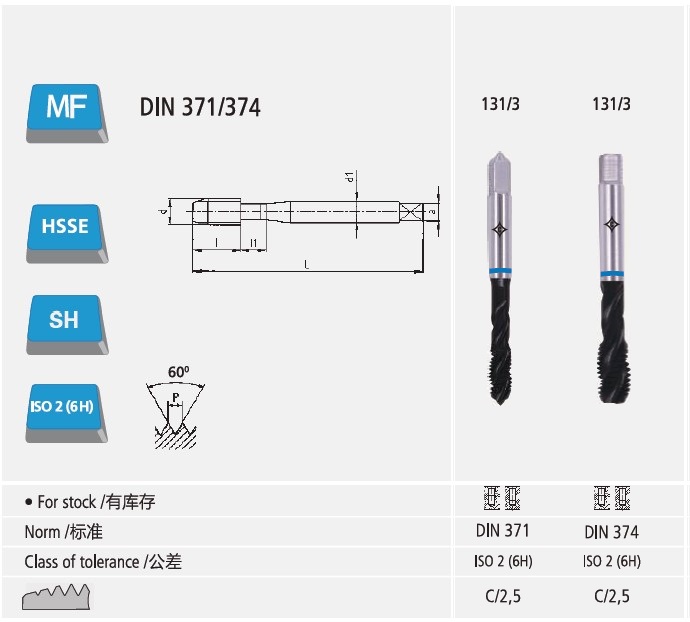 MF
DIN 371/374
131/3 131/3
HSSE
SH
ISO 2 (6H)
d
d1
a
l
l1
L
60⁰
P
• For stock /有库存
Norm /标准 DIN 371 DIN 374
Class of tolerance /公差 ISO 2 (6H) ISO 2 (6H)
C/2,5 C/2,5